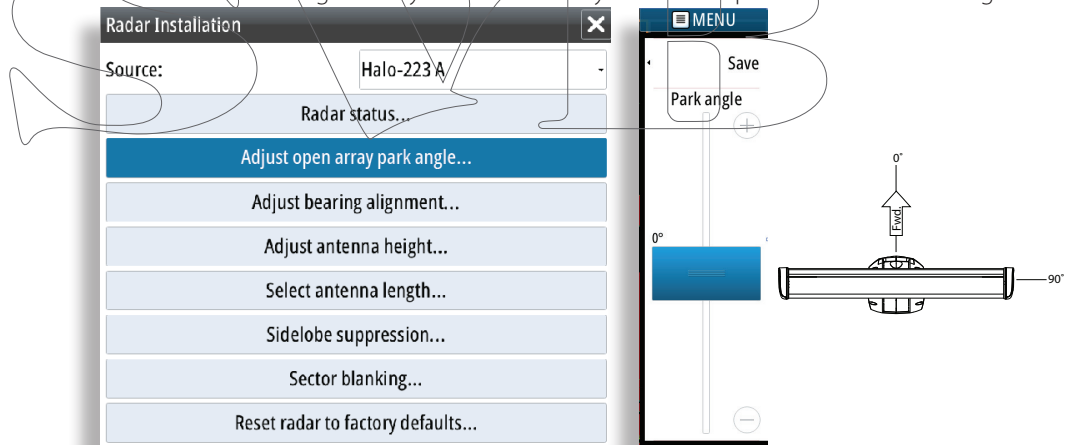 Radar Installation
Source:
Halo-223 A
Radar status...
Adjust open array park angle...
Adjust bearing alignment...
Adjust antenna height...
Select antenna length...
Sidelobe suppression...
Sector blanking...
Reset radar to factory defaults...
MENU
Save
Park angle
0°
0°
Fwd.
90°